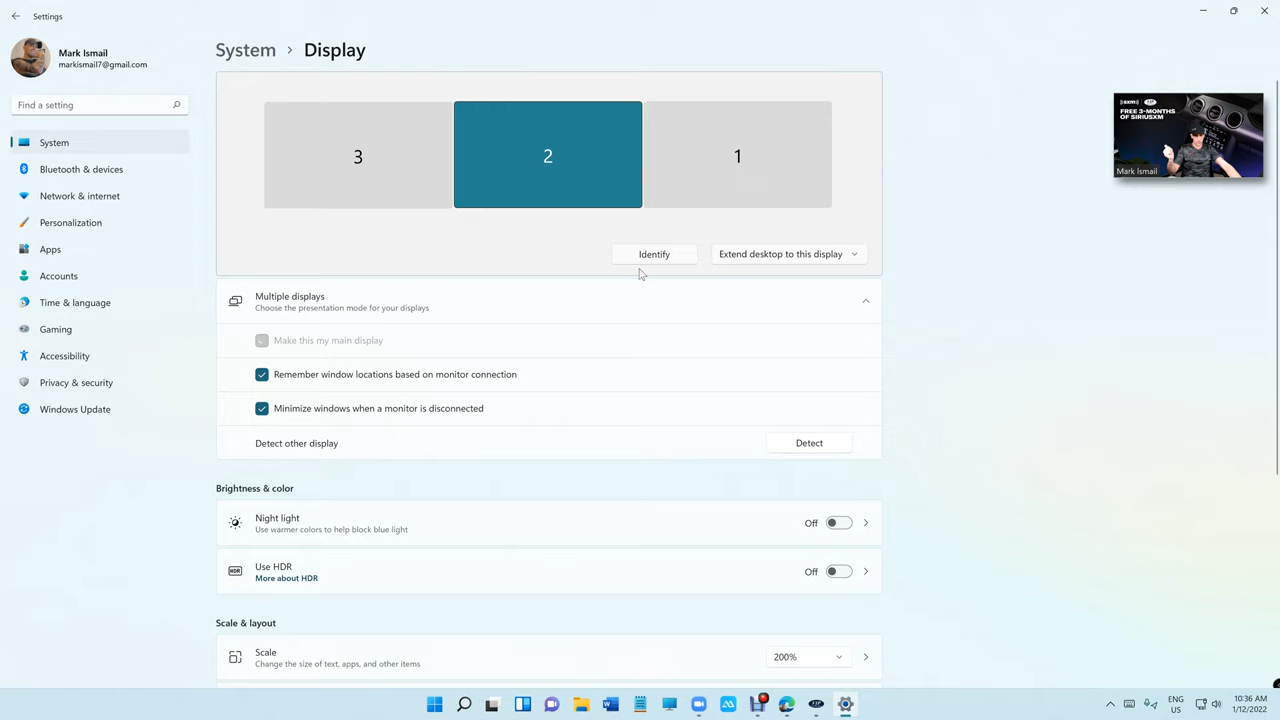 Settings
Mark Ismail
markismail7@gmail.com
Find a setting
System
Bluetooth & devices
Network & internet
Personalization
Apps
Accounts
Time & language
Gaming
Accessibility
Privacy & security
Windows Update
System > Display
3
2
1
Identify
Extend desktop to this display
Multiple displays
Choose the presentation mode for your displays
Make this my main display
Remember window locations based on monitor connection
Minimize windows when a monitor is disconnected
Detect other display
Detect
Brightness & color
Night light
Use warmer colors to help block blue light
Off
HDR
Use HDR
More about HDR
Off
Scale & layout
Scale
Change the size of text, apps, and other items
200%
((sxm))
FREE 3-MONTHS
OF SIRIUSXM
Mark Ismail
ENG
US
10:36 AM
1/12/2022